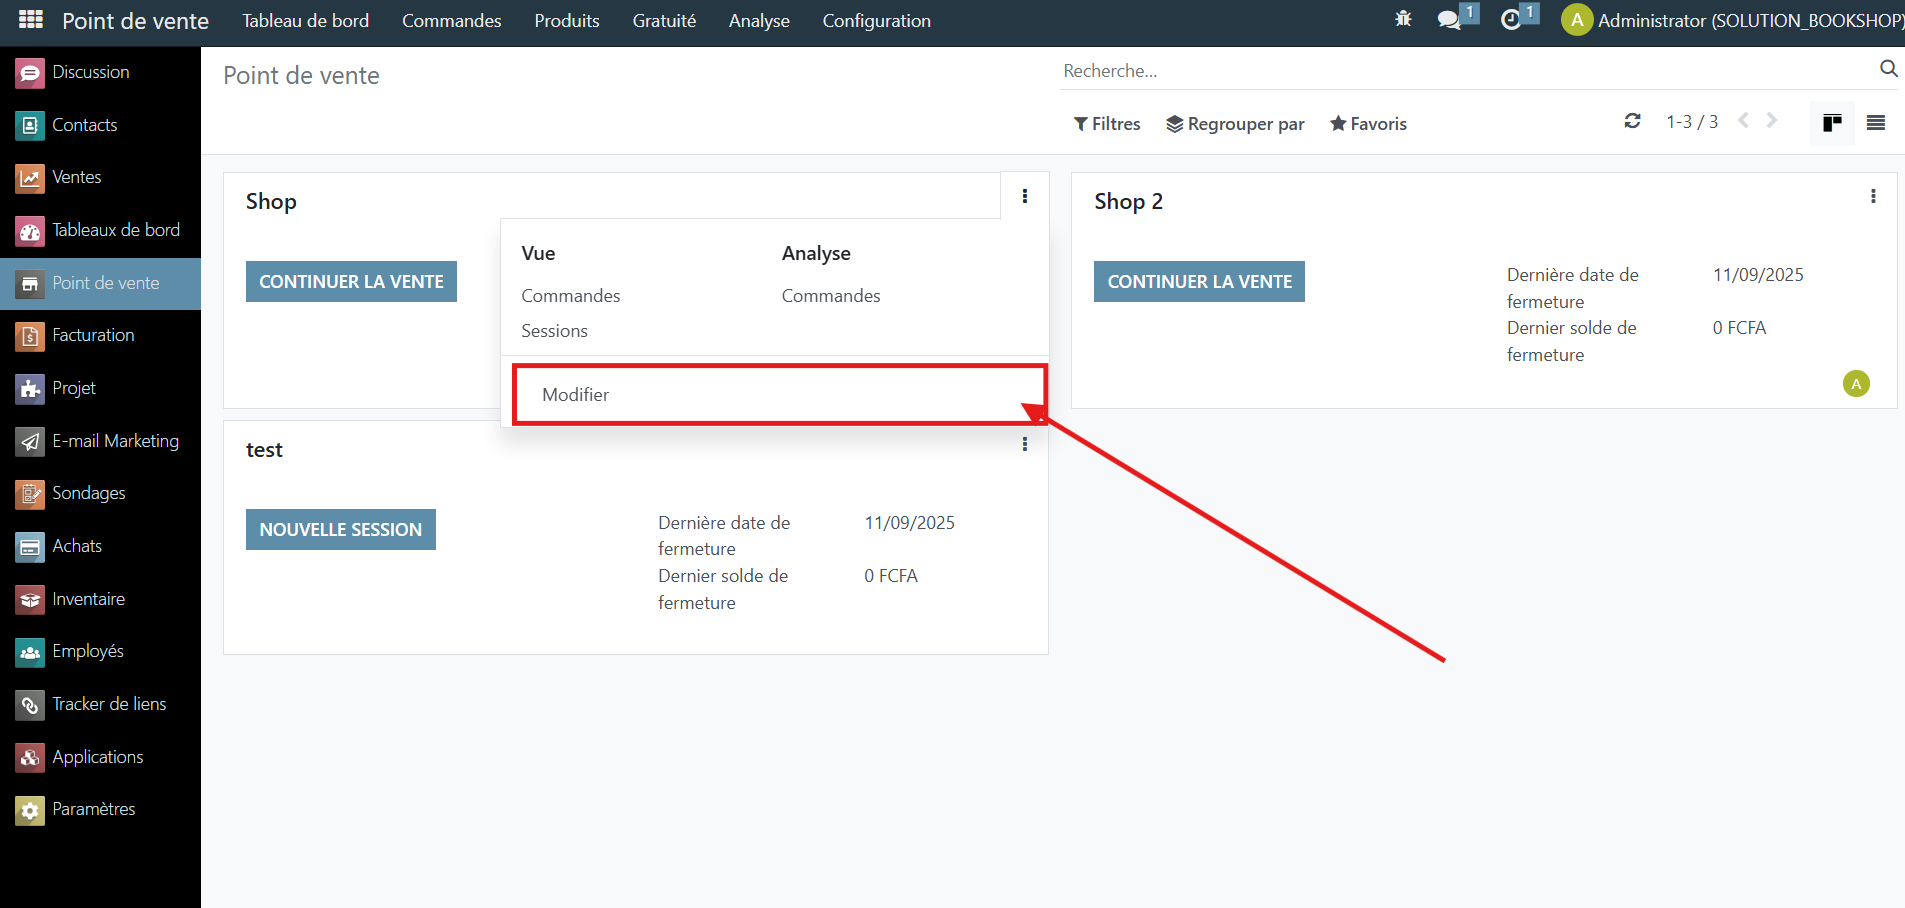 Point de vente
Tableau de bord
Commandes
Produits
Gratuité
Analyse
Configuration
1
1
A
Administrator (SOLUTION_BOOKSHOP)
Discussion
Contacts
Ventes
Tableaux de bord
Point de vente
Facturation
Projet
E-mail Marketing
Sondages
Achats
Inventaire
Employés
Tracker de liens
Applications
Paramètres
Point de vente
Recherche...
Filtres
Regrouper par
Favoris
1-3 / 3
Shop
CONTINUER LA VENTE
Vue
Analyse
Commandes
Commandes
Sessions
Modifier
Shop 2
CONTINUER LA VENTE
Dernière date de
fermeture
11/09/2025
Dernier solde de
fermeture
0 FCFA
A
test
NOUVELLE SESSION
Dernière date de
fermeture
11/09/2025
Dernier solde de
fermeture
0 FCFA